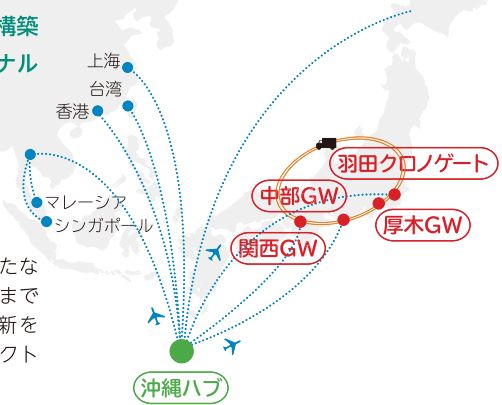 構築
ナル
上海
台湾
香港
マレーシア
シンガポール
羽田クロノゲート
中部GW
厚木GW
関西GW
たな
まで
新を
クト
沖縄ハブ